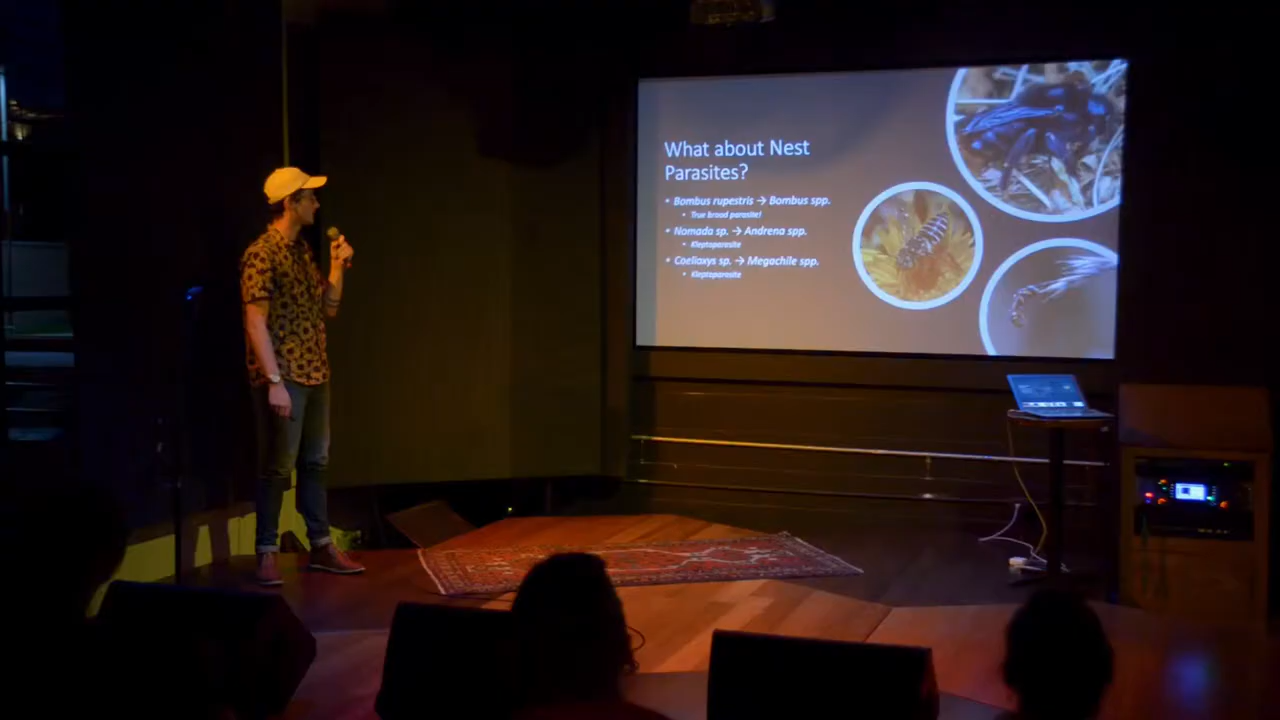 What about Nest
Parasites?
• Bombus rupestris → Bombus spp.
• True brood parasite!
• Nomada sp. → Andrena spp.
• Kleptoparasite
• Coelioxys sp. → Megachile spp.
• Kleptoparasite